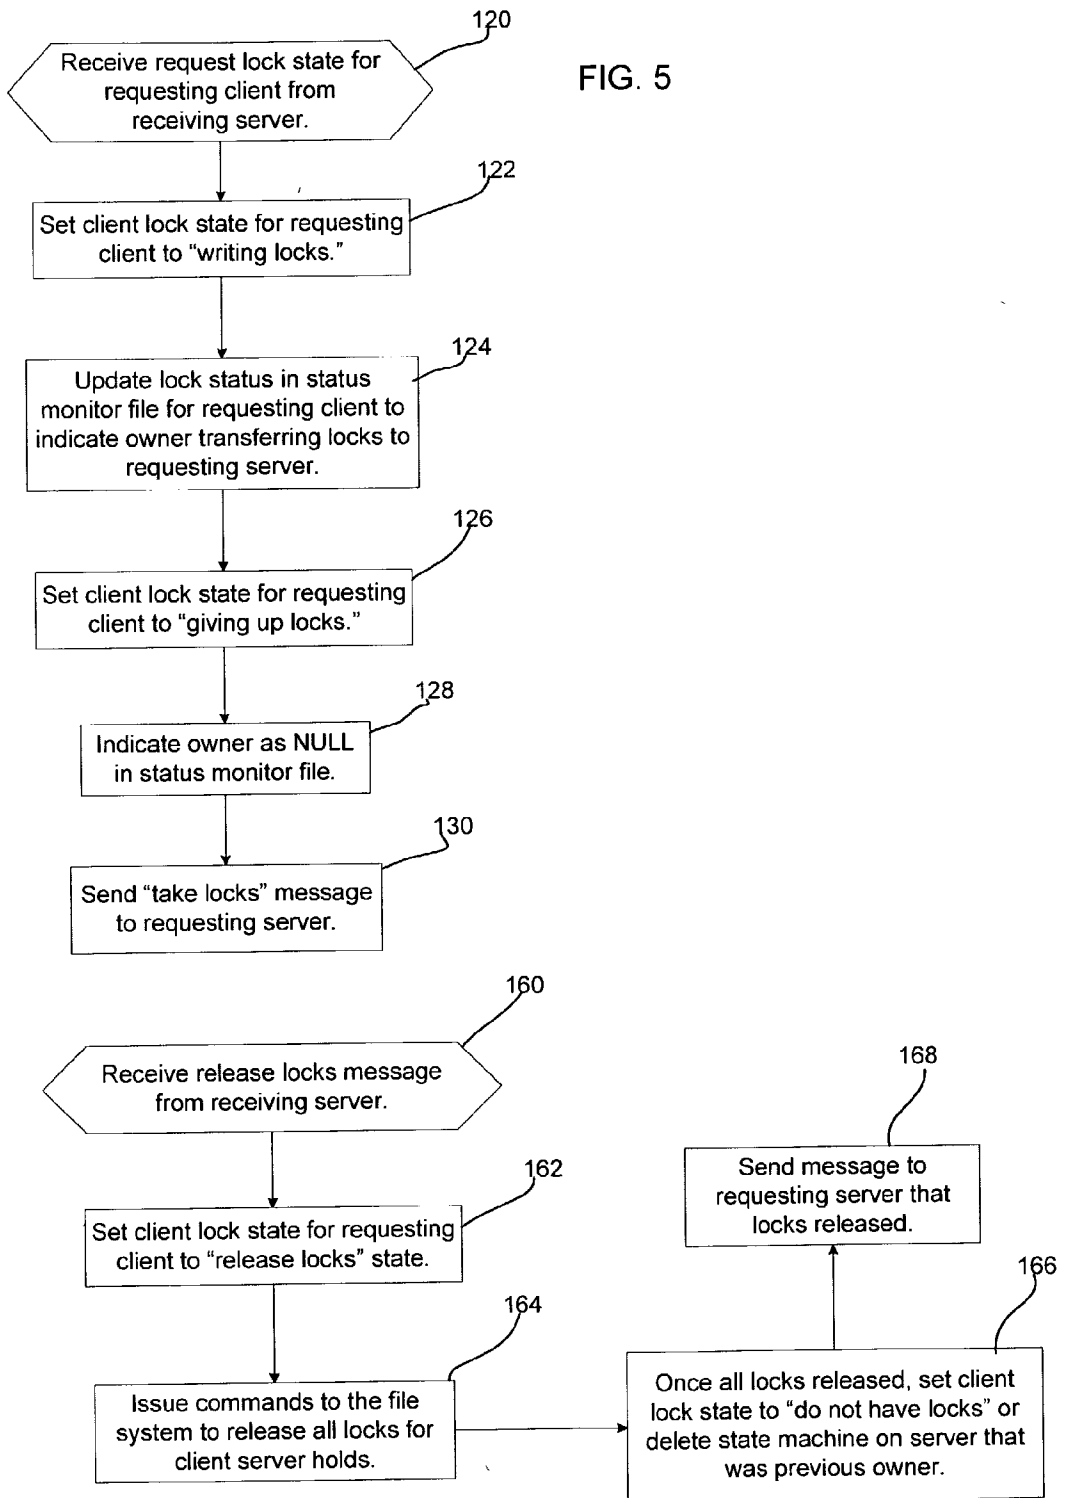 120
Receive request lock state for
requesting client from
receiving server.
FIG. 5
122
Set client lock state for requesting
client to “writing locks.”
124
Update lock status in status
monitor file for requesting client to
indicate owner transferring locks to
requesting server.
126
Set client lock state for requesting
client to “giving up locks.”
128
Indicate owner as NULL
in status monitor file.
130
Send “take locks” message
to requesting server.
160
Receive release locks message
from receiving server.
162
Set client lock state for requesting
client to “release locks” state.
164
Issue commands to the file
system to release all locks for
client server holds.
166
Once all locks released, set client
lock state to “do not have locks” or
delete state machine on server that
was previous owner.
168
Send message to
requesting server that
locks released.